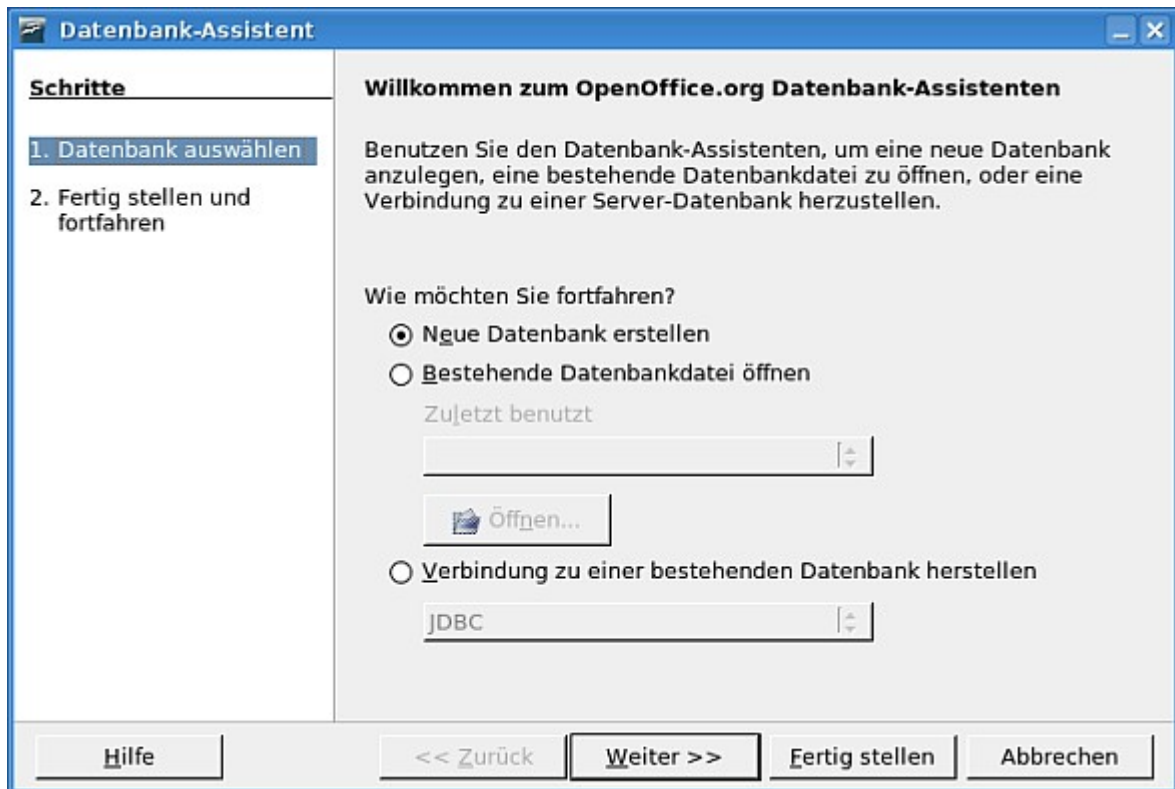 Datenbank-Assistent
Schritte
1. Datenbank auswählen
2. Fertig stellen und
fortfahren
Willkommen zum OpenOffice.org Datenbank-Assistenten
Benutzen Sie den Datenbank-Assistenten, um eine neue Datenbank
anzulegen, eine bestehende Datenbankdatei zu öffnen, oder eine
Verbindung zu einer Server-Datenbank herzustellen.
Wie möchten Sie fortfahren?
Neue Datenbank erstellen
Bestehende Datenbankdatei öffnen
Zuletzt benutzt
Öffnen...
Verbindung zu einer bestehenden Datenbank herstellen
JDBC
Hilfe
<< Zurück
Weiter >>
Fertig stellen
Abbrechen